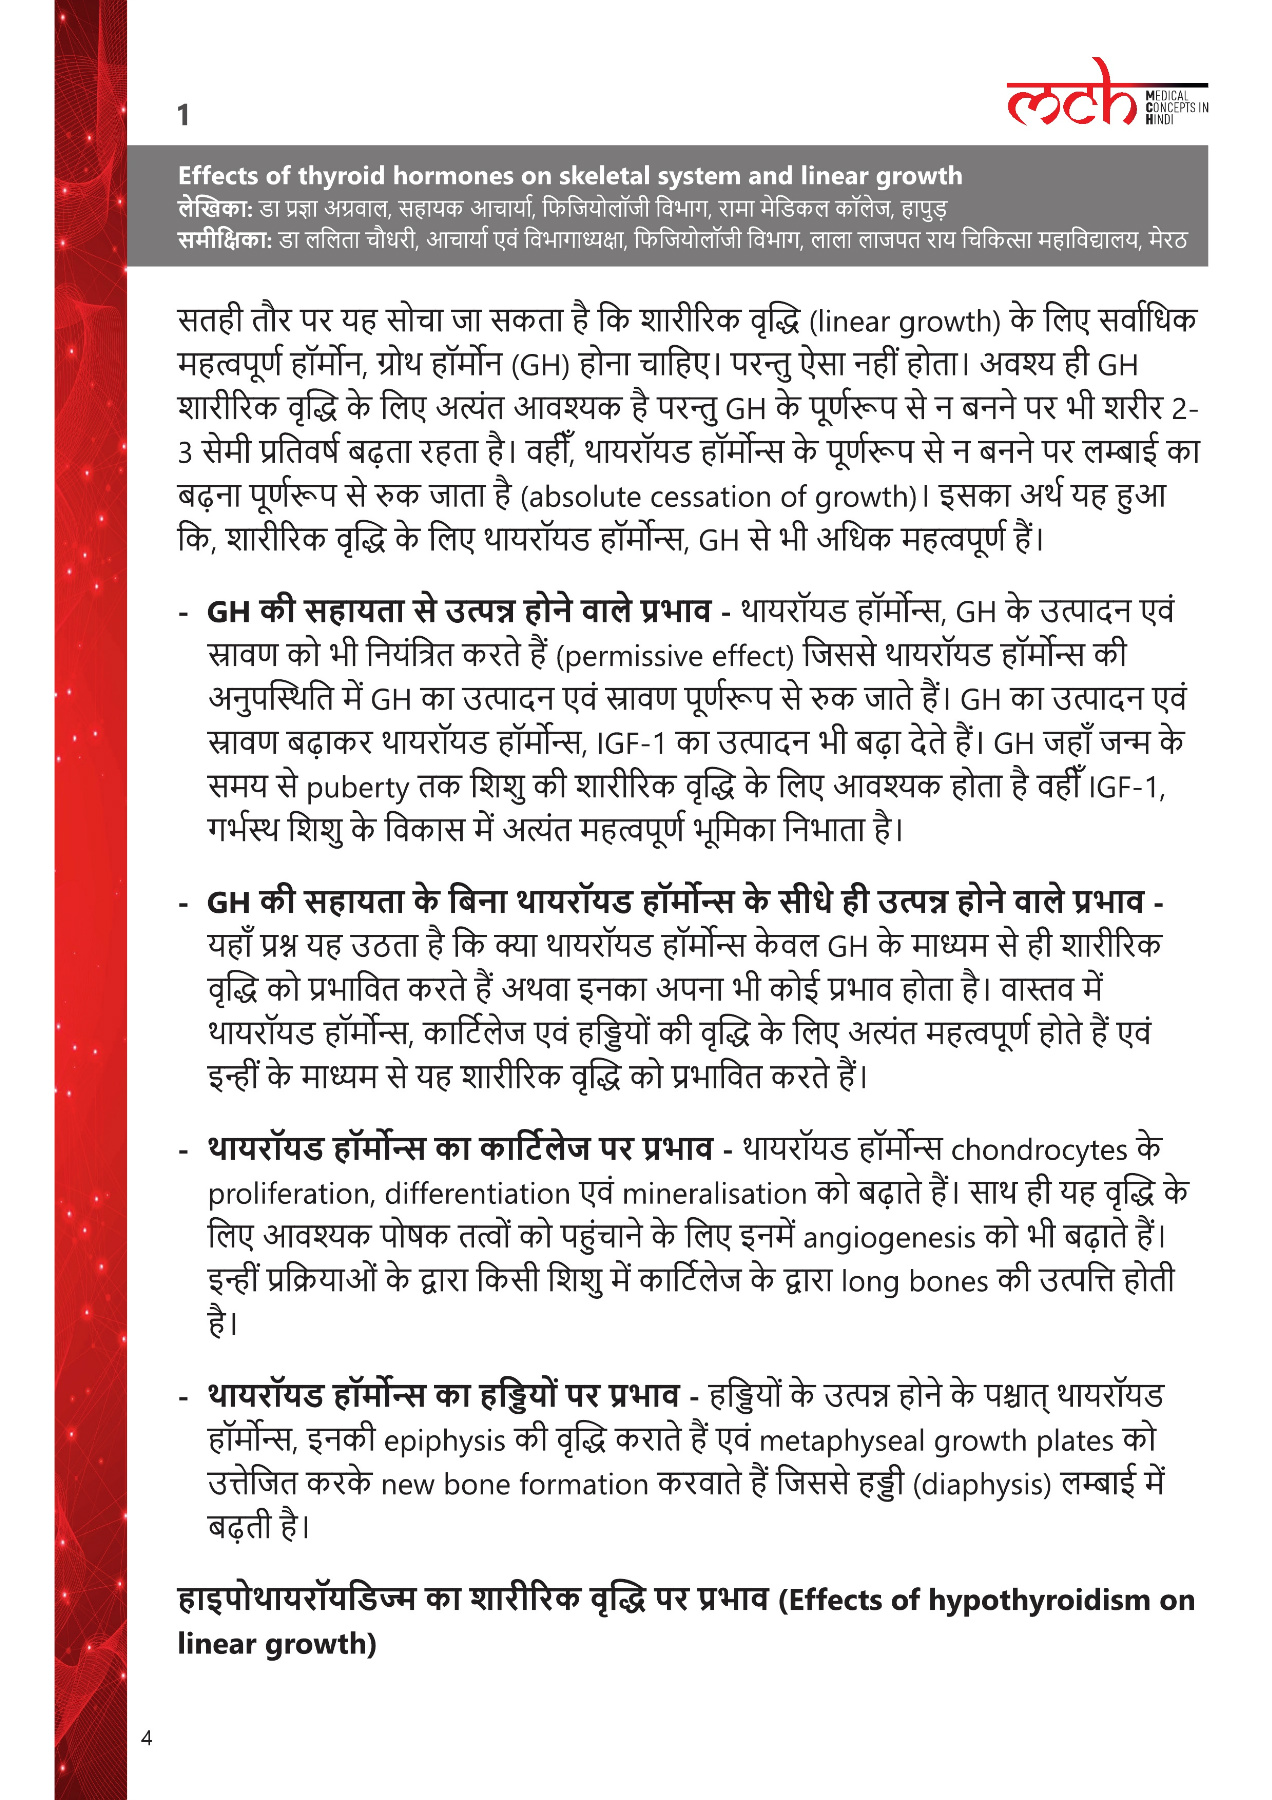 1
mch MEDICAL CONCEPTS IN HINDI
Effects of thyroid hormones on skeletal system and linear growth
लेखिका: डा प्रज्ञा अग्रवाल, सहायक आचार्या, फिजियोलॉजी विभाग, रामा मेडिकल कॉलेज, हापुड़
समीक्षिका: डा ललिता चौधरी, आचार्या एवं विभागाध्यक्षा, फिजियोलॉजी विभाग, लाला लाजपत राय चिकित्सा महाविद्यालय, मेरठ
सतही तौर पर यह सोचा जा सकता है कि शारीरिक वृद्धि (linear growth) के लिए सर्वाधिक
महत्वपूर्ण हॉर्मोन, ग्रोथ हॉर्मोन (GH) होना चाहिए। परन्तु ऐसा नहीं होता। अवश्य ही GH
शारीरिक वृद्धि के लिए अत्यंत आवश्यक है परन्तु GH के पूर्णरूप से न बनने पर भी शरीर 2-
3 सेमी प्रतिवर्ष बढ़ता रहता है। वहीँ, थायरॉयड हॉर्मोन्स के पूर्णरूप से न बनने पर लम्बाई का
बढ़ना पूर्णरूप से रुक जाता है (absolute cessation of growth)। इसका अर्थ यह हुआ
कि, शारीरिक वृद्धि के लिए थायरॉयड हॉर्मोन्स, GH से भी अधिक महत्वपूर्ण हैं।
- GH की सहायता से उत्पन्न होने वाले प्रभाव - थायरॉयड हॉर्मोन्स, GH के उत्पादन एवं
स्रावण को भी नियंत्रित करते हैं (permissive effect) जिससे थायरॉयड हॉर्मोन्स की
अनुपस्थिति में GH का उत्पादन एवं स्रावण पूर्णरूप से रुक जाते हैं। GH का उत्पादन एवं
स्रावण बढ़ाकर थायरॉयड हॉर्मोन्स, IGF-1 का उत्पादन भी बढ़ा देते हैं। GH जहाँ जन्म के
समय से puberty तक शिशु की शारीरिक वृद्धि के लिए आवश्यक होता है वहीँ IGF-1,
गर्भस्थ शिशु के विकास में अत्यंत महत्वपूर्ण भूमिका निभाता है।
- GH की सहायता के बिना थायरॉयड हॉर्मोन्स के सीधे ही उत्पन्न होने वाले प्रभाव -
यहाँ प्रश्न यह उठता है कि क्या थायरॉयड हॉर्मोन्स केवल GH के माध्यम से ही शारीरिक
वृद्धि को प्रभावित करते हैं अथवा इनका अपना भी कोई प्रभाव होता है। वास्तव में
थायरॉयड हॉर्मोन्स, कार्टिलेज एवं हड्डियों की वृद्धि के लिए अत्यंत महत्वपूर्ण होते हैं एवं
इन्हीं के माध्यम से यह शारीरिक वृद्धि को प्रभावित करते हैं।
- थायरॉयड हॉर्मोन्स का कार्टिलेज पर प्रभाव - थायरॉयड हॉर्मोन्स chondrocytes के
proliferation, differentiation एवं mineralisation को बढ़ाते हैं। साथ ही यह वृद्धि के
लिए आवश्यक पोषक तत्वों को पहुंचाने के लिए इनमें angiogenesis को भी बढ़ाते हैं।
इन्हीं प्रक्रियाओं के द्वारा किसी शिशु में कार्टिलेज के द्वारा long bones की उत्पत्ति होती
है।
- थायरॉयड हॉर्मोन्स का हड्डियों पर प्रभाव - हड्डियों के उत्पन्न होने के पश्चात् थायरॉयड
हॉर्मोन्स, इनकी epiphysis की वृद्धि कराते हैं एवं metaphyseal growth plates को
उत्तेजित करके new bone formation करवाते हैं जिससे हड्डी (diaphysis) लम्बाई में
बढ़ती है।
हाइपोथायरॉयडिज्म का शारीरिक वृद्धि पर प्रभाव (Effects of hypothyroidism on
linear growth)
4